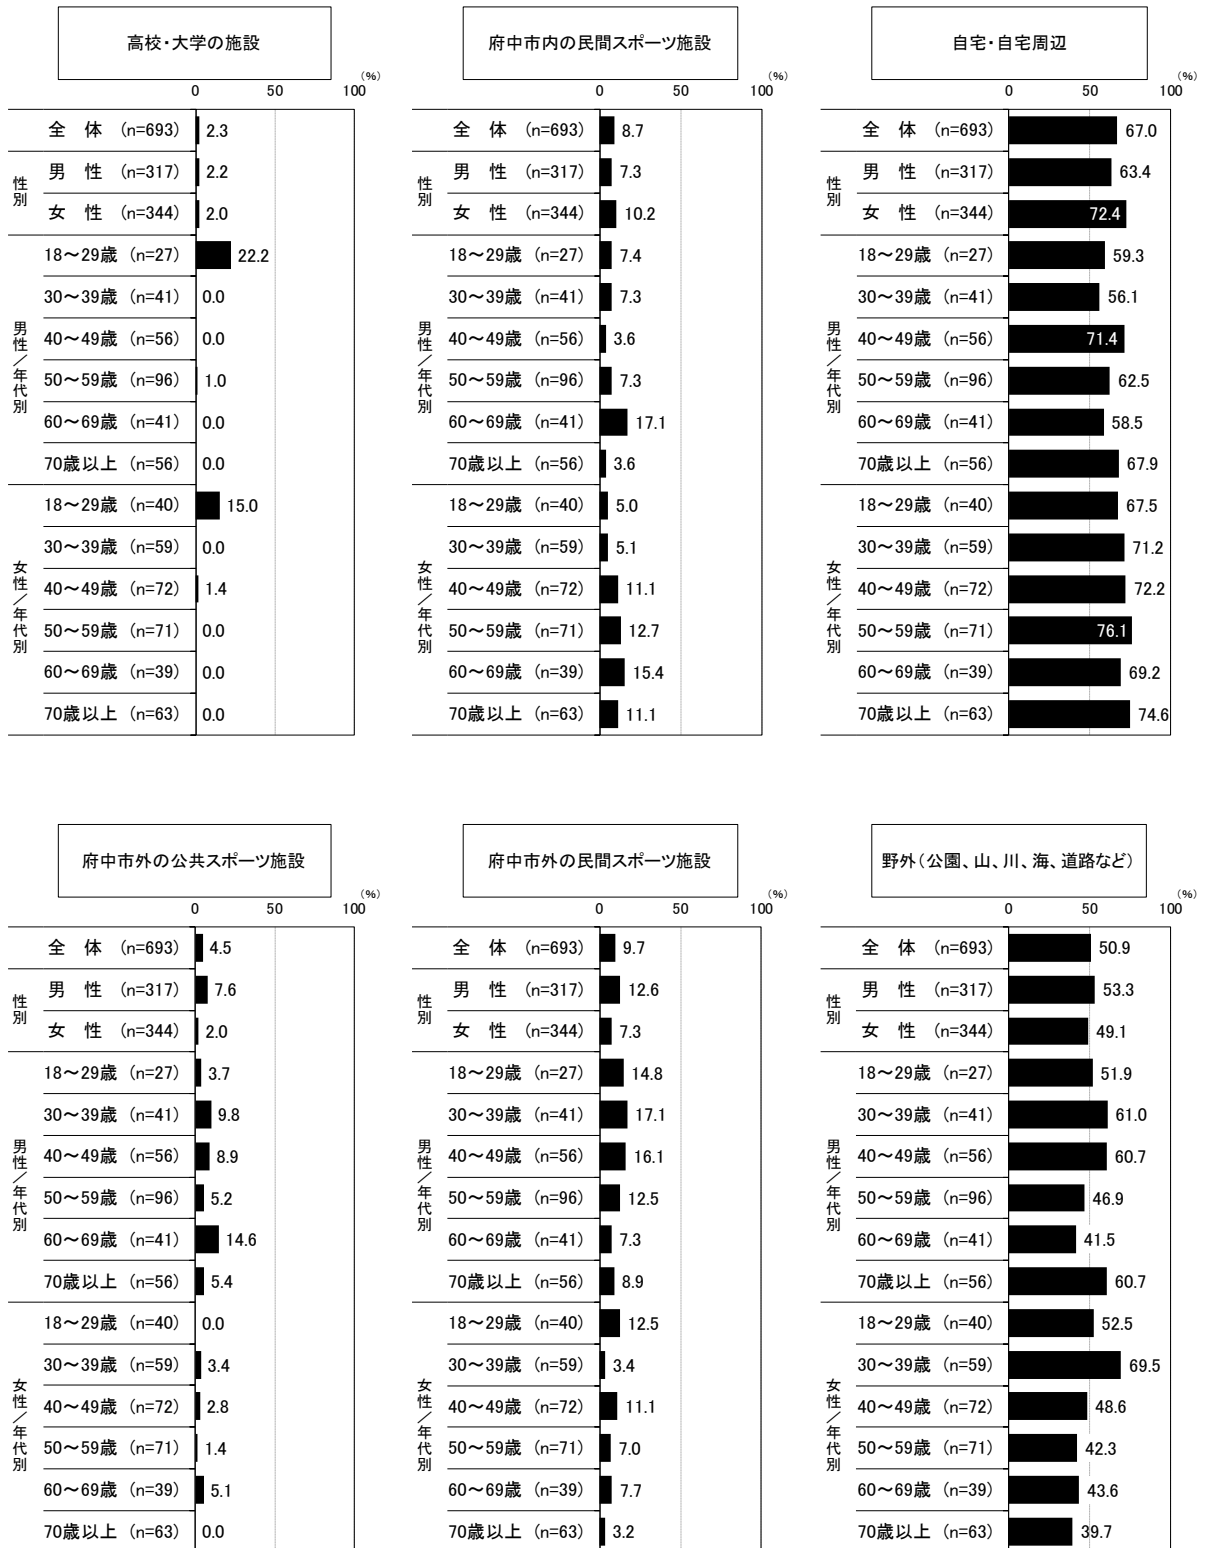 高校・大学の施設
(%)
0 50 100
全 体 (n=693) 2.3
性別
男 性 (n=317) 2.2
女 性 (n=344) 2.0
男性/年代別
18～29歳 (n=27) 22.2
30～39歳 (n=41) 0.0
40～49歳 (n=56) 0.0
50～59歳 (n=96) 1.0
60～69歳 (n=41) 0.0
70歳以上 (n=56) 0.0
女性/年代別
18～29歳 (n=40) 15.0
30～39歳 (n=59) 0.0
40～49歳 (n=72) 1.4
50～59歳 (n=71) 0.0
60～69歳 (n=39) 0.0
70歳以上 (n=63) 0.0
府中市内の民間スポーツ施設
(%)
0 50 100
全 体 (n=693) 8.7
性別
男 性 (n=317) 7.3
女 性 (n=344) 10.2
男性/年代別
18～29歳 (n=27) 7.4
30～39歳 (n=41) 7.3
40～49歳 (n=56) 3.6
50～59歳 (n=96) 7.3
60～69歳 (n=41) 17.1
70歳以上 (n=56) 3.6
女性/年代別
18～29歳 (n=40) 5.0
30～39歳 (n=59) 5.1
40～49歳 (n=72) 11.1
50～59歳 (n=71) 12.7
60～69歳 (n=39) 15.4
70歳以上 (n=63) 11.1
自宅・自宅周辺
(%)
0 50 100
全 体 (n=693) 67.0
性別
男 性 (n=317) 63.4
女 性 (n=344) 72.4
男性/年代別
18～29歳 (n=27) 59.3
30～39歳 (n=41) 56.1
40～49歳 (n=56) 71.4
50～59歳 (n=96) 62.5
60～69歳 (n=41) 58.5
70歳以上 (n=56) 67.9
女性/年代別
18～29歳 (n=40) 67.5
30～39歳 (n=59) 71.2
40～49歳 (n=72) 72.2
50～59歳 (n=71) 76.1
60～69歳 (n=39) 69.2
70歳以上 (n=63) 74.6
府中市外の公共スポーツ施設
(%)
0 50 100
全 体 (n=693) 4.5
性別
男 性 (n=317) 7.6
女 性 (n=344) 2.0
男性/年代別
18～29歳 (n=27) 3.7
30～39歳 (n=41) 9.8
40～49歳 (n=56) 8.9
50～59歳 (n=96) 5.2
60～69歳 (n=41) 14.6
70歳以上 (n=56) 5.4
女性/年代別
18～29歳 (n=40) 0.0
30～39歳 (n=59) 3.4
40～49歳 (n=72) 2.8
50～59歳 (n=71) 1.4
60～69歳 (n=39) 5.1
70歳以上 (n=63) 0.0
府中市外の民間スポーツ施設
(%)
0 50 100
全 体 (n=693) 9.7
性別
男 性 (n=317) 12.6
女 性 (n=344) 7.3
男性/年代別
18～29歳 (n=27) 14.8
30～39歳 (n=41) 17.1
40～49歳 (n=56) 16.1
50～59歳 (n=96) 12.5
60～69歳 (n=41) 7.3
70歳以上 (n=56) 8.9
女性/年代別
18～29歳 (n=40) 12.5
30～39歳 (n=59) 3.4
40～49歳 (n=72) 11.1
50～59歳 (n=71) 7.0
60～69歳 (n=39) 7.7
70歳以上 (n=63) 3.2
野外(公園、山、川、海、道路など)
(%)
0 50 100
全 体 (n=693) 50.9
性別
男 性 (n=317) 53.3
女 性 (n=344) 49.1
男性/年代別
18～29歳 (n=27) 51.9
30～39歳 (n=41) 61.0
40～49歳 (n=56) 60.7
50～59歳 (n=96) 46.9
60～69歳 (n=41) 41.5
70歳以上 (n=56) 60.7
女性/年代別
18～29歳 (n=40) 52.5
30～39歳 (n=59) 69.5
40～49歳 (n=72) 48.6
50～59歳 (n=71) 42.3
60～69歳 (n=39) 43.6
70歳以上 (n=63) 39.7